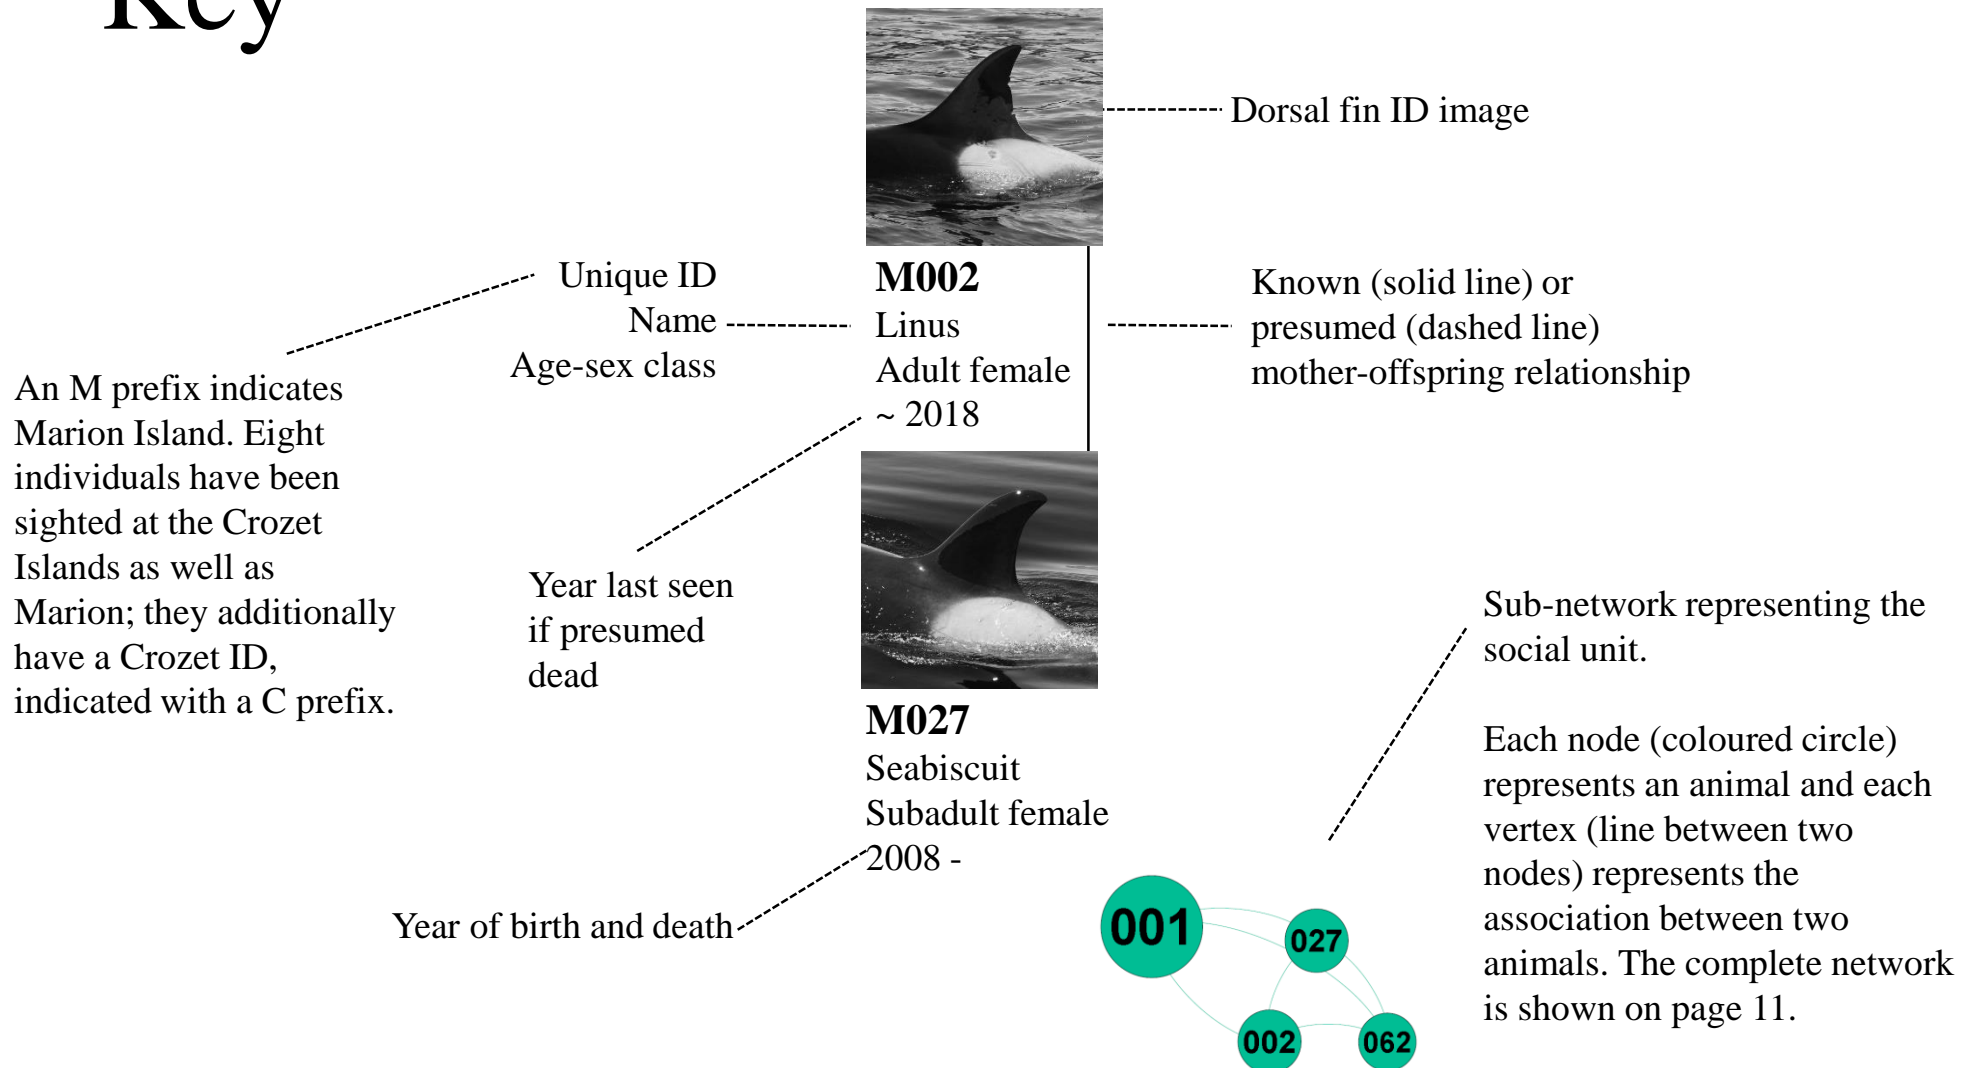 Key
Dorsal fin ID image
Unique ID
Name
Age-sex class
M002
Linus
Adult female
~ 2018
Known (solid line) or
presumed (dashed line)
mother-offspring relationship
An M prefix indicates
Marion Island. Eight
individuals have been
sighted at the Crozet
Islands as well as
Marion; they additionally
have a Crozet ID,
indicated with a C prefix.
Year last seen
if presumed
dead
M027
Seabiscuit
Subadult female
2008 -
Year of birth and death
Sub-network representing the
social unit.
Each node (coloured circle)
represents an animal and each
vertex (line between two
nodes) represents the
association between two
animals. The complete network
is shown on page 11.
001
027
002
062